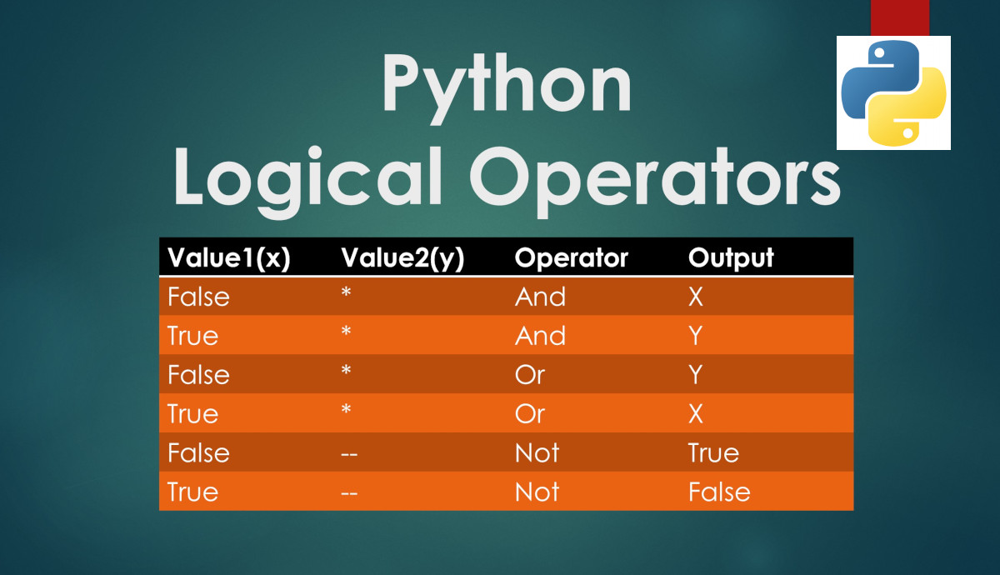 Python
Logical Operators
Value1(x) Value2(y) Operator Output
False * And X
True * And Y
False * Or Y
True * Or X
False -- Not True
True -- Not False